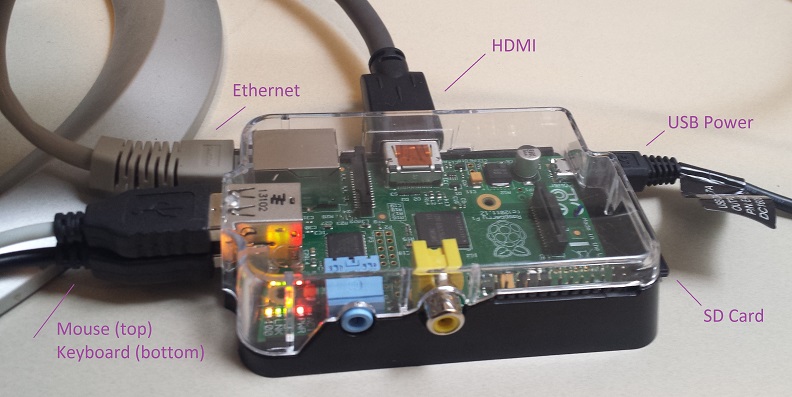 HDMI
Ethernet
USB Power
SD Card
Mouse (top)
Keyboard (bottom)